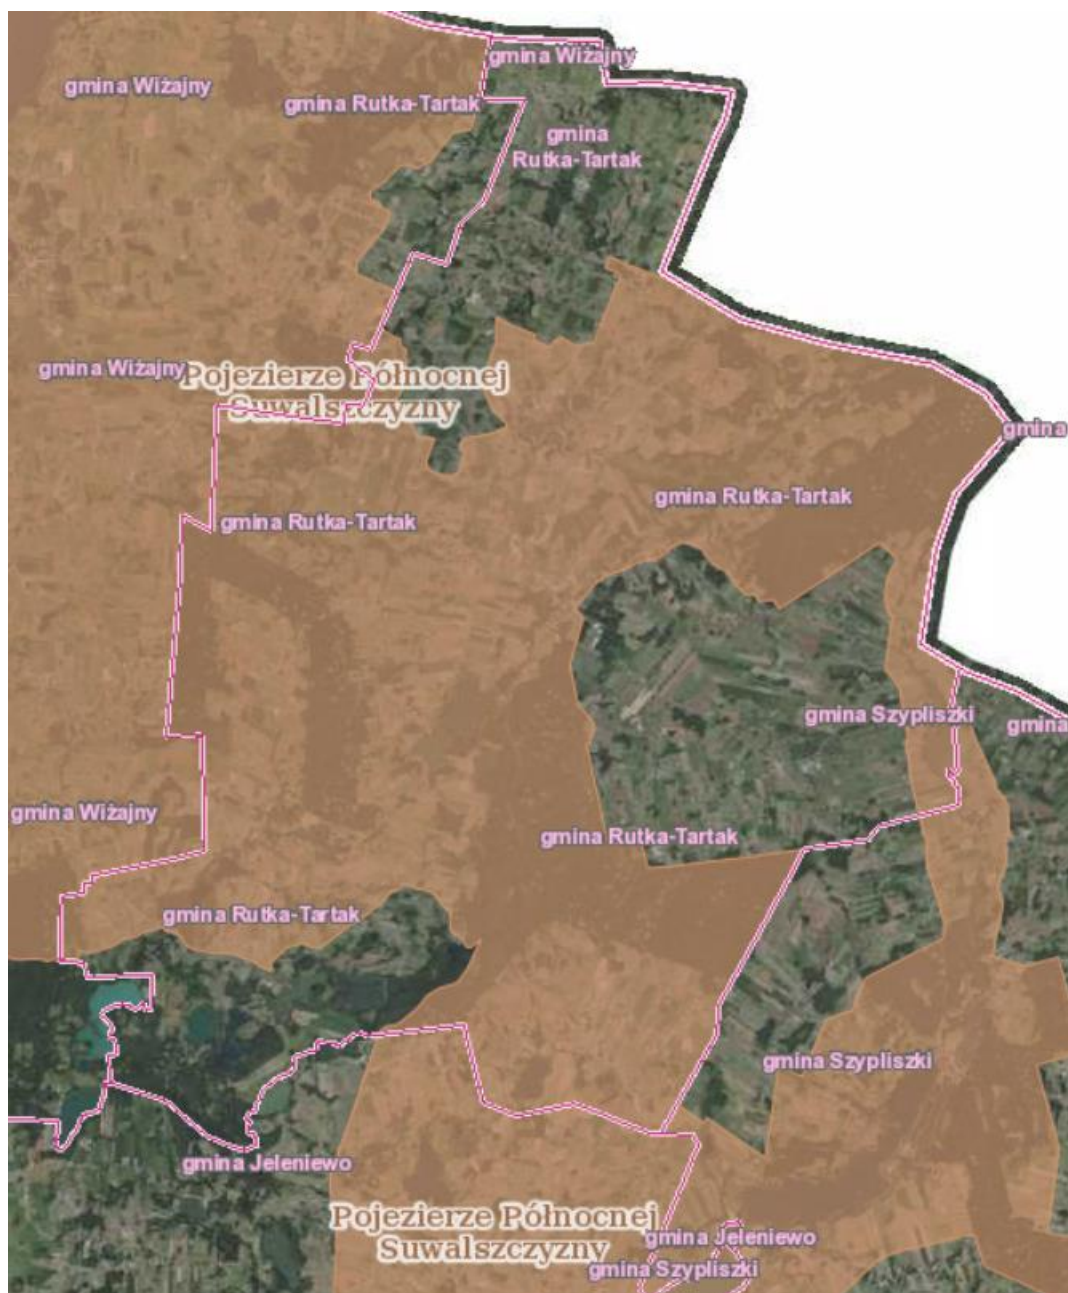 gmina Wiżajny
gmina Wiżajny
gmina Rutka-Tartak
gmina
Rutka-Tartak
gmina Wiżajny
Pojezierze Północnej
Suwalszczyzny
gmina
gmina Rutka-Tartak
gmina Rutka-Tartak
gmina Szypliszki
gmina
gmina Wiżajny
gmina Rutka-Tartak
gmina Rutka-Tartak
gmina Szypliszki
gmina Jeleniewo
Pojezierze Północnej
Suwalszczyzny
gmina Jeleniewo
gmina Szypliszki